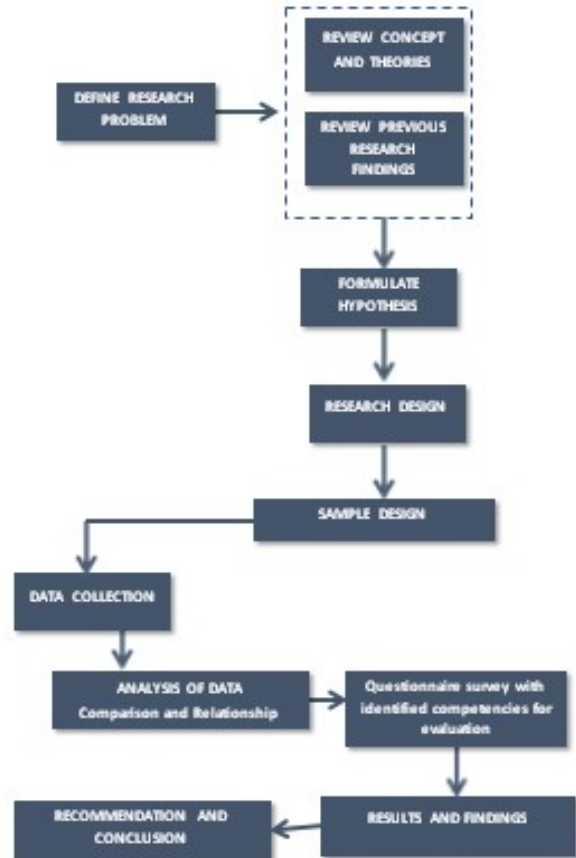 DEFINE RESEARCH
PROBLEM
REVIEW CONCEPT
AND THEORIES
REVIEW PREVIOUS
RESEARCH
FINDINGS
FORMULATE
HYPOTHESIS
RESEARCH DESIGN
SAMPLE DESIGN
DATA COLLECTION
ANALYSIS OF DATA
Comparison and Relationship
Questionnaire survey with
identified competencies for
evaluation
RESULTS AND FINDINGS
RECOMMENDATION AND
CONCLUSION